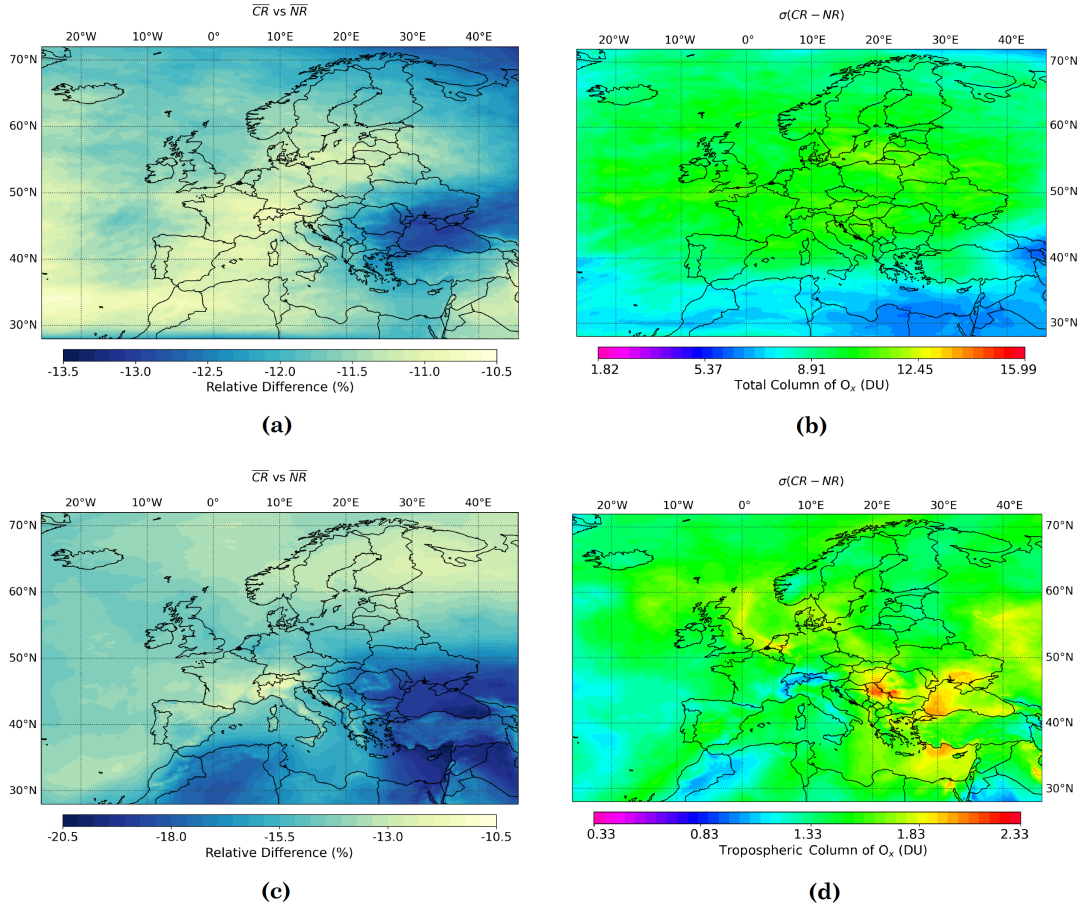 CR vs NR
20°W 10°W 0° 10°E 20°E 30°E 40°E
70°N
60°N
50°N
40°N
30°N
-13.5 -13.0 -12.5 -12.0 -11.5 -11.0 -10.5
Relative Difference (%)
(a)
σ(CR − NR)
20°W 10°W 0° 10°E 20°E 30°E 40°E
70°N
60°N
50°N
40°N
30°N
1.82 5.37 8.91 12.45 15.99
Total Column of Oₓ (DU)
(b)
CR vs NR
20°W 10°W 0° 10°E 20°E 30°E 40°E
70°N
60°N
50°N
40°N
30°N
-20.5 -18.0 -15.5 -13.0 -10.5
Relative Difference (%)
(c)
σ(CR − NR)
20°W 10°W 0° 10°E 20°E 30°E 40°E
70°N
60°N
50°N
40°N
30°N
0.33 0.83 1.33 1.83 2.33
Tropospheric Column of Oₓ (DU)
(d)